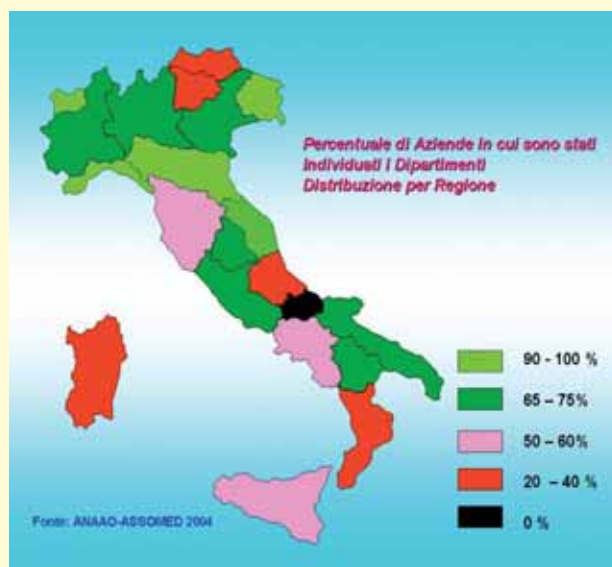 Percentuale di Aziende in cui sono stati
Individuati i Dipartimenti
Distribuzione per Regione
90 - 100 %
65 – 75%
50 – 60%
20 – 40 %
0 %
Fonte: ANAAO-ASSOMED 2004